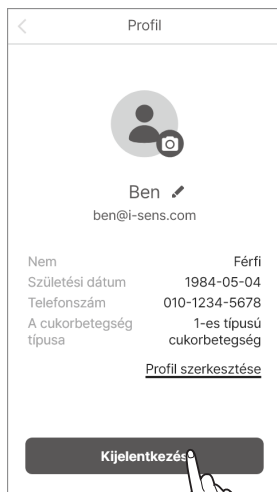 Profil
Ben
ben@i-sens.com
Nem Férfi
Születési dátum 1984-05-04
Telefonszám 010-1234-5678
A cukorbetegség típusa 1-es típusú cukorbetegség
Profil szerkesztése
Kijelentkezés